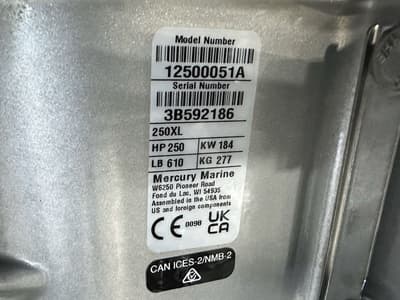 Model Number
12500051A
Serial Number
3B592186
250XL
HP 250 KW 184
LB 610 KG 277
Mercury Marine
W6250 Pioneer Road
Fond du Lac, WI 54935
Assembled in the USA from
US and foreign components
CE 0098 UK CA
CAN ICES-2/NMB-2